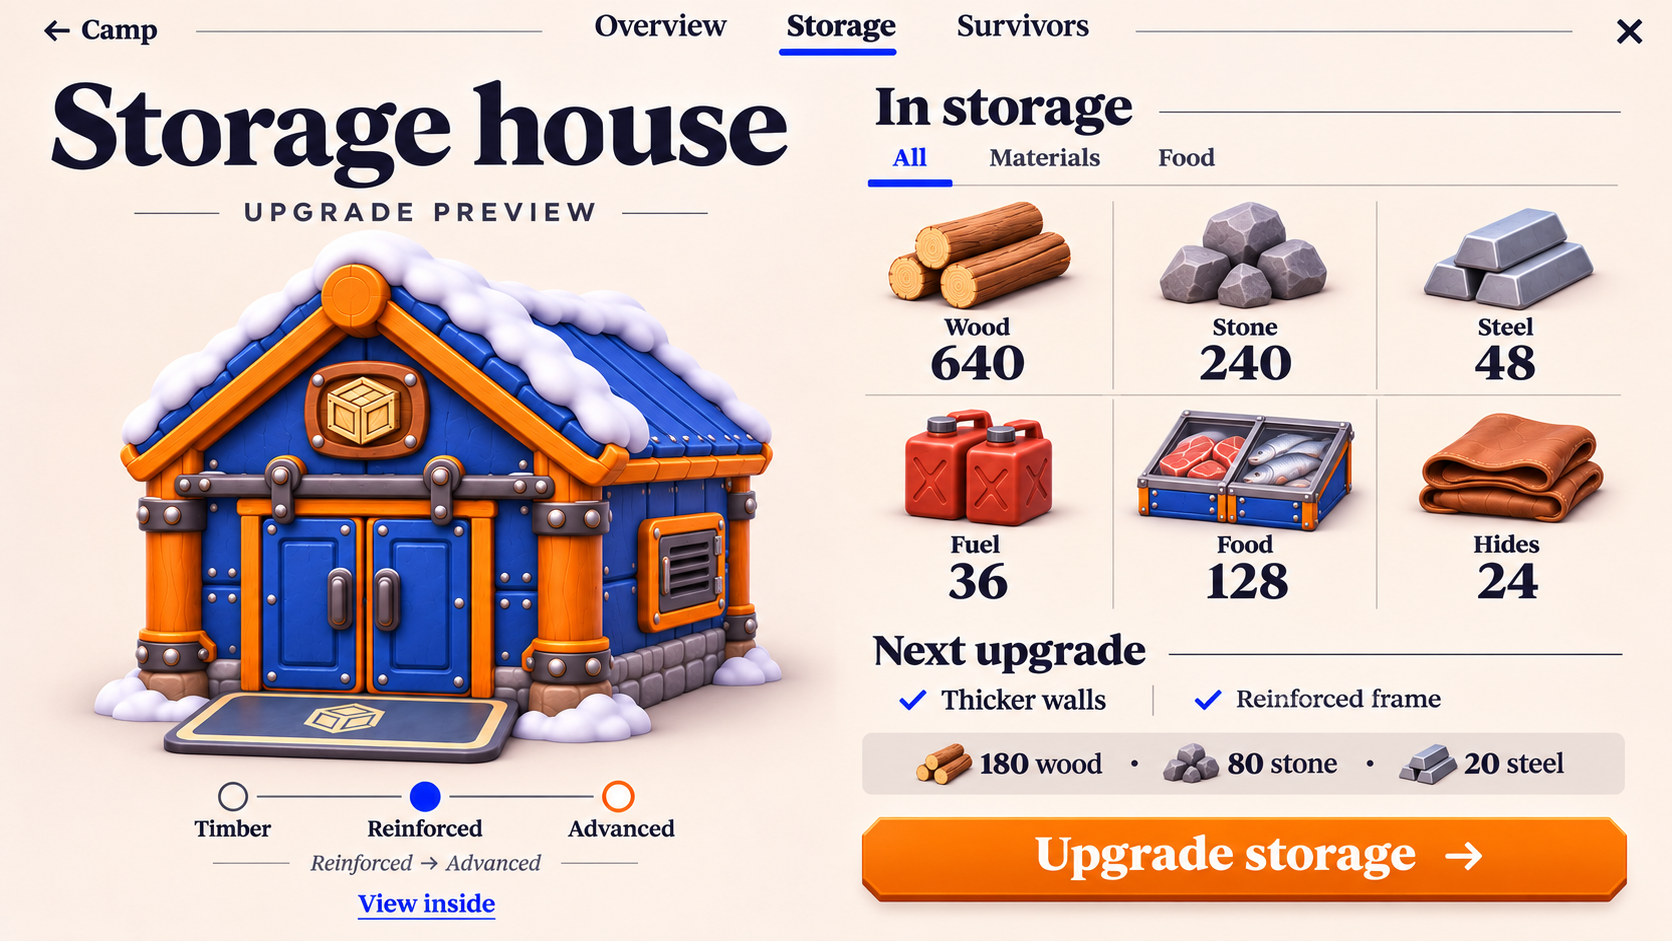 ← Camp
Overview
Storage
Survivors
Storage house
UPGRADE PREVIEW
Timber
Reinforced
Advanced
Reinforced → Advanced
View inside
In storage
All
Materials
Food
Wood
640
Stone
240
Steel
48
Fuel
36
Food
128
Hides
24
Next upgrade
Thicker walls
Reinforced frame
180 wood • 80 stone • 20 steel
Upgrade storage →